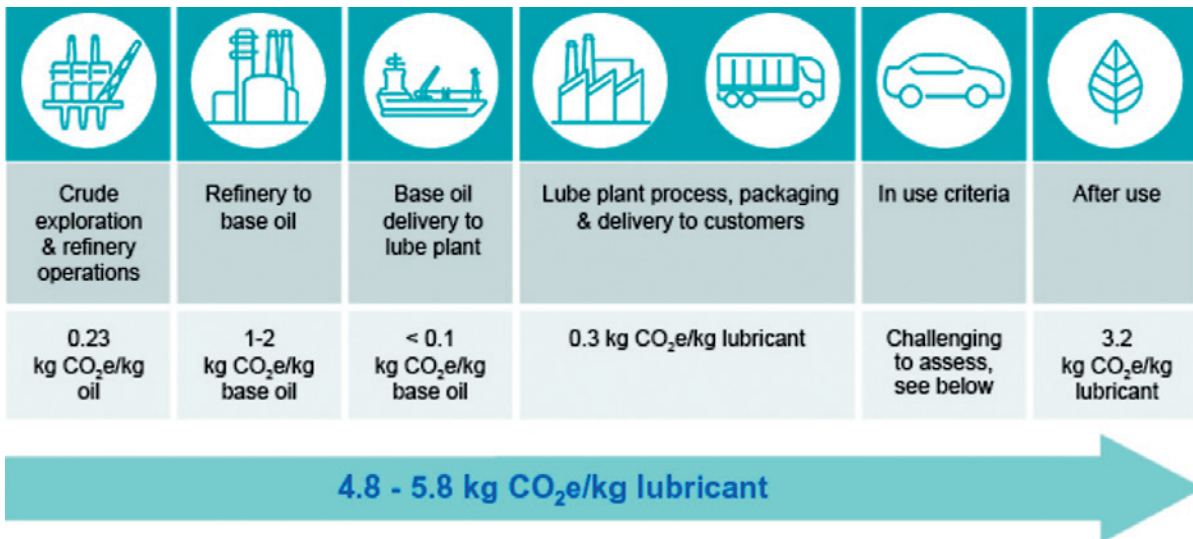 Crude
exploration
& refinery
operations
Refinery to
base oil
Base oil
delivery to
lube plant
Lube plant process, packaging
& delivery to customers
In use criteria
After use
0.23
kg CO₂e/kg
oil
1-2
kg CO₂e/kg
base oil
< 0.1
kg CO₂e/kg
base oil
0.3 kg CO₂e/kg lubricant
Challenging
to assess,
see below
3.2
kg CO₂e/kg
lubricant
4.8 - 5.8 kg CO₂e/kg lubricant